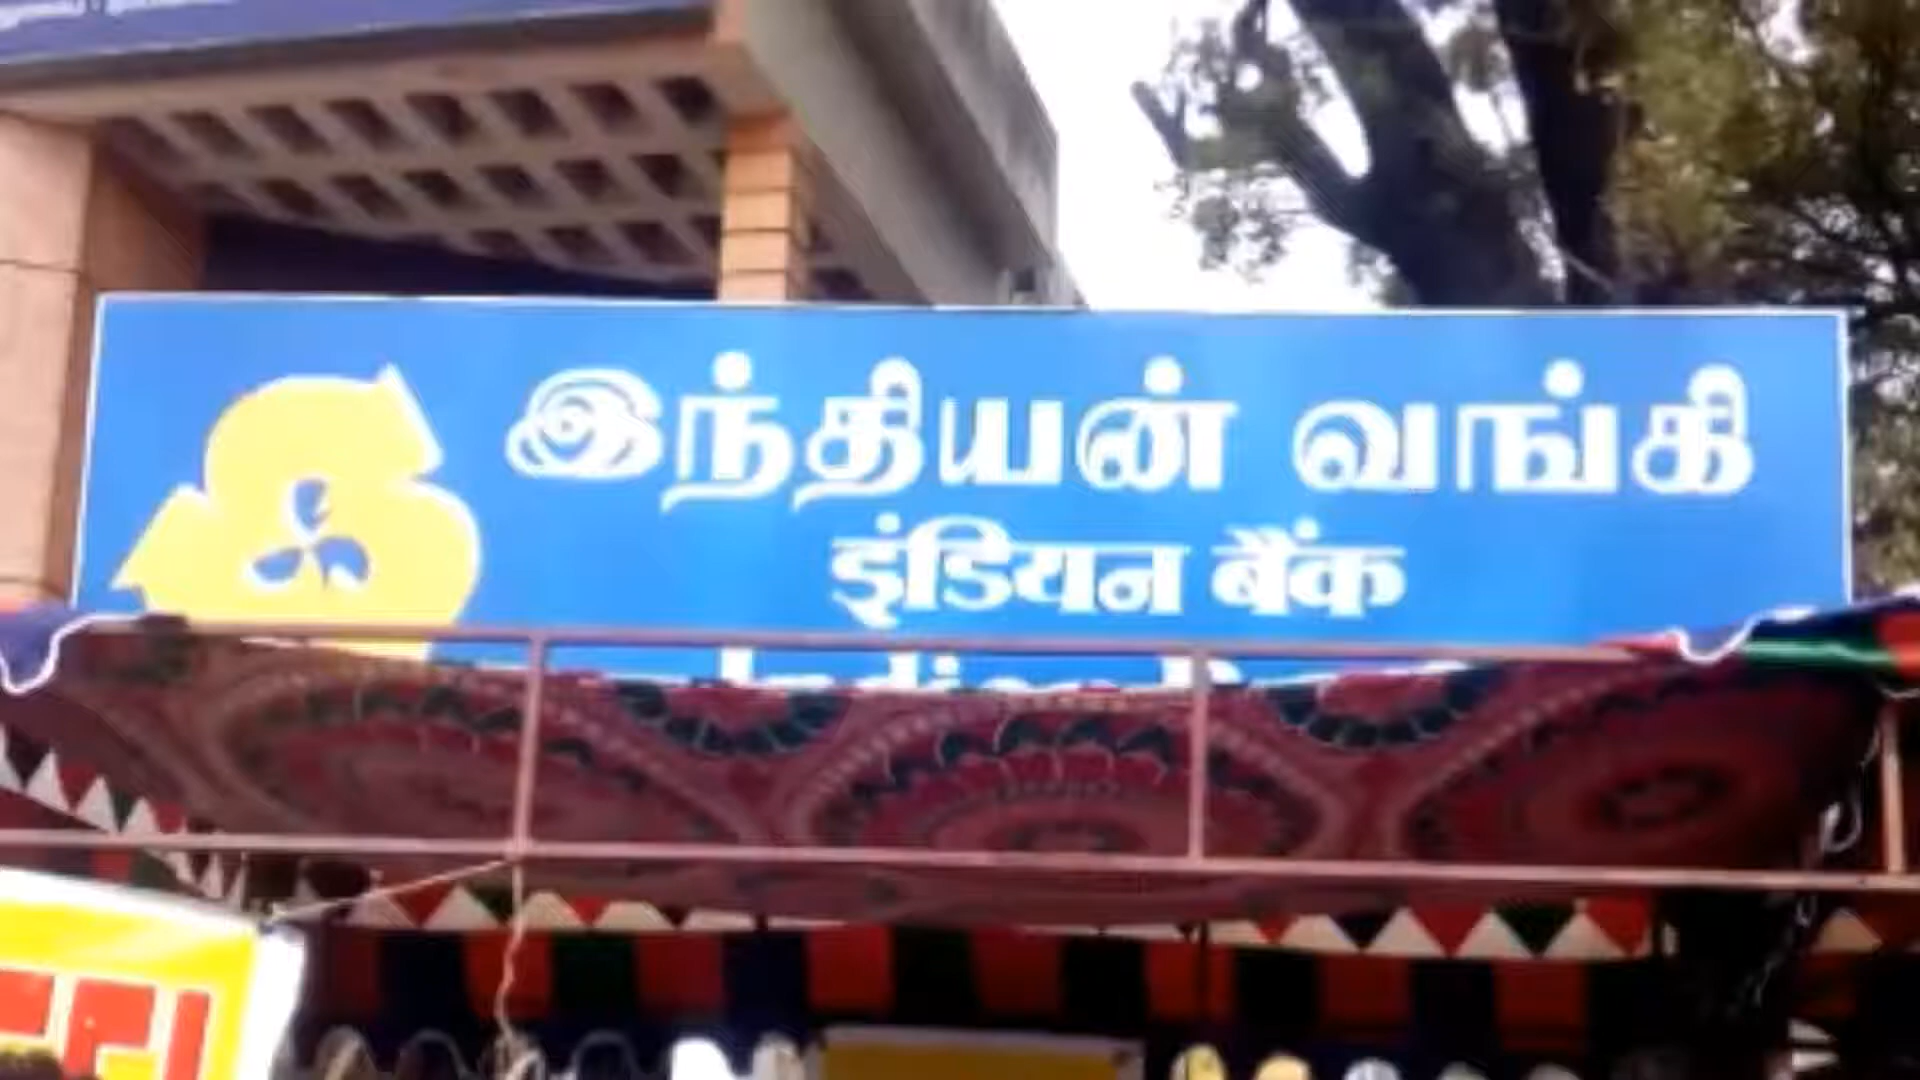 இந்தியன் வங்கி
इंडियन बैंक